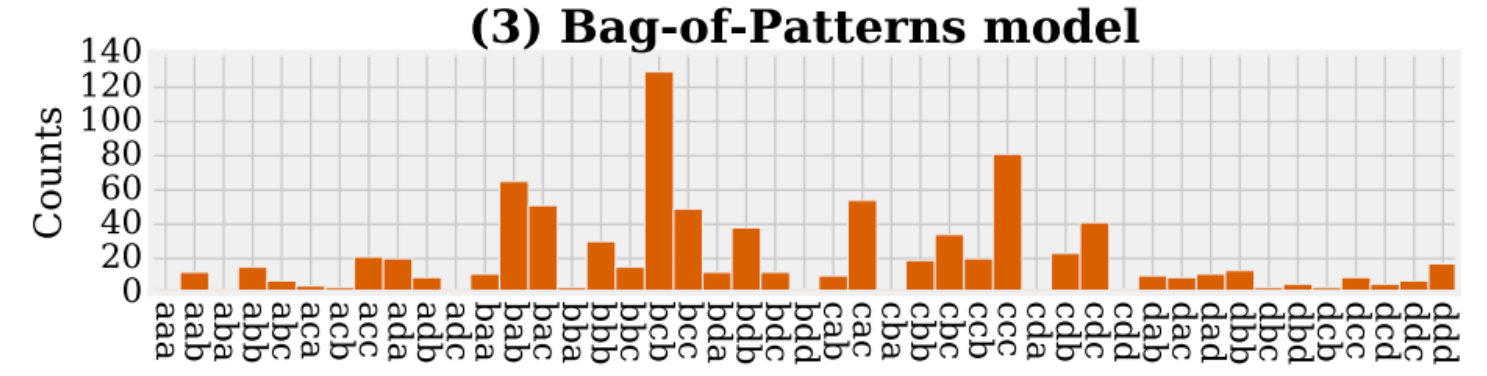 (3) Bag-of-Patterns model
Counts
140
120
100
80
60
40
20
0
aaa
aab
aba
abb
abc
aca
acb
acc
ada
adb
adc
baa
bab
bac
bba
bbb
bbc
bcb
bcc
bda
bdb
bdc
bdd
cab
cac
cba
cbb
cbc
ccb
ccc
cda
cdb
cdc
cdd
dab
dac
dad
dbb
dbc
dbd
dcb
dcc
dcd
ddc
ddd